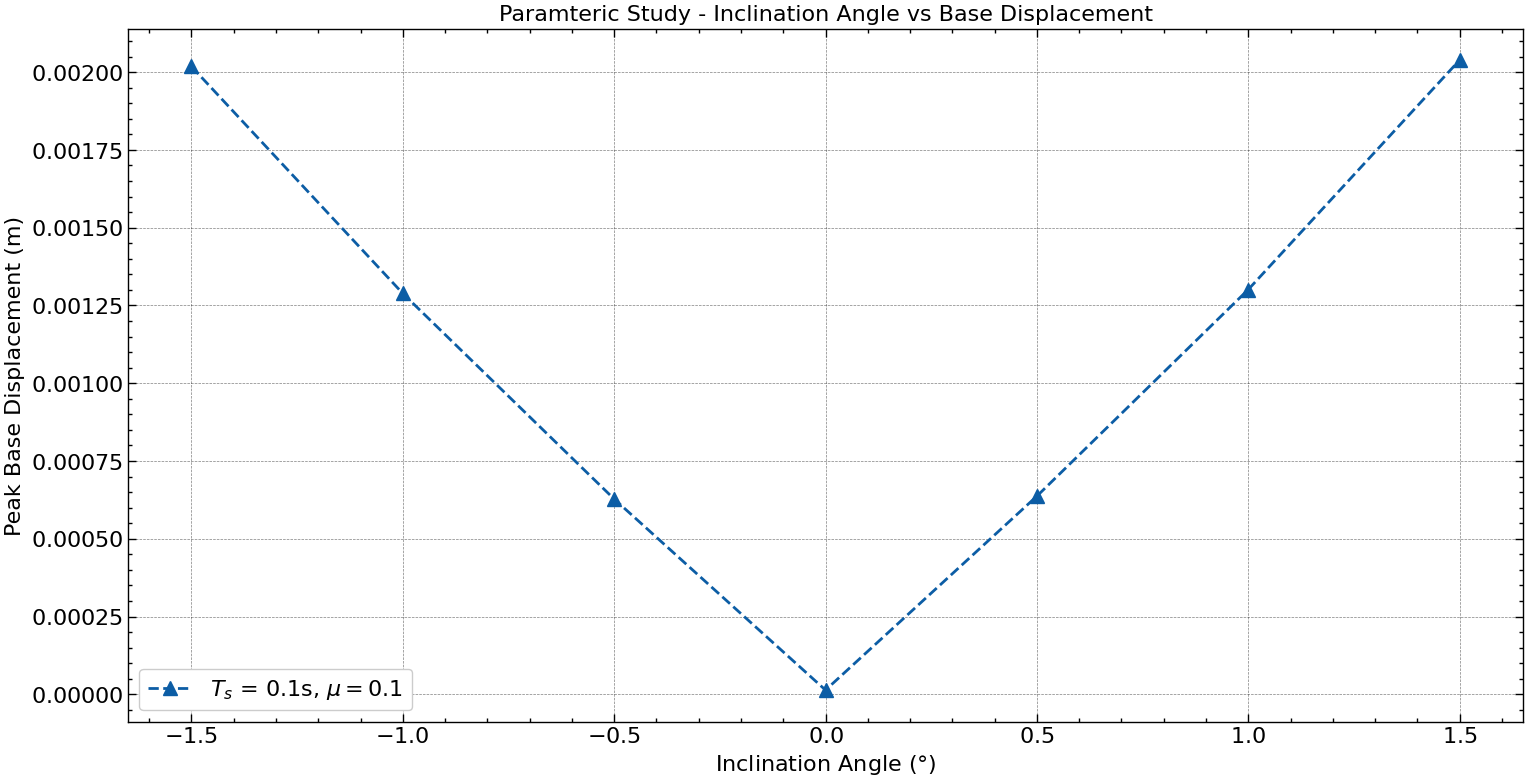 Paramteric Study - Inclination Angle vs Base Displacement
Peak Base Displacement (m)
0.00200
0.00175
0.00150
0.00125
0.00100
0.00075
0.00050
0.00025
0.00000
Tₛ = 0.1s, μ = 0.1
−1.5 −1.0 −0.5 0.0 0.5 1.0 1.5
Inclination Angle (°)